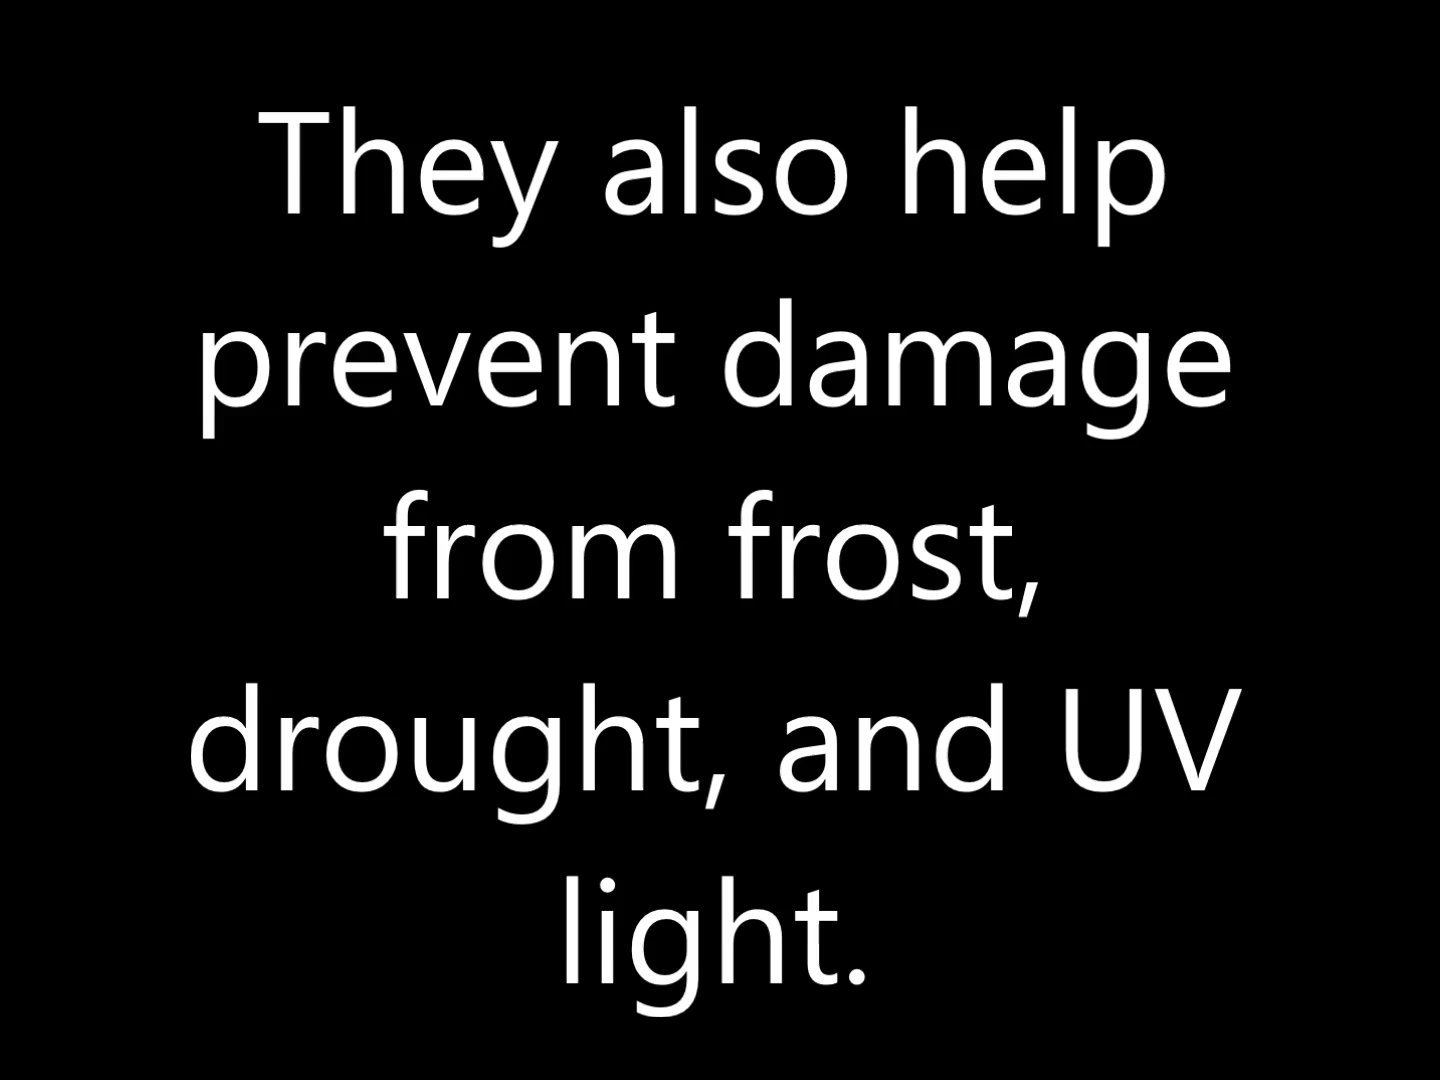 They also help
prevent damage
from frost,
drought, and UV
light.